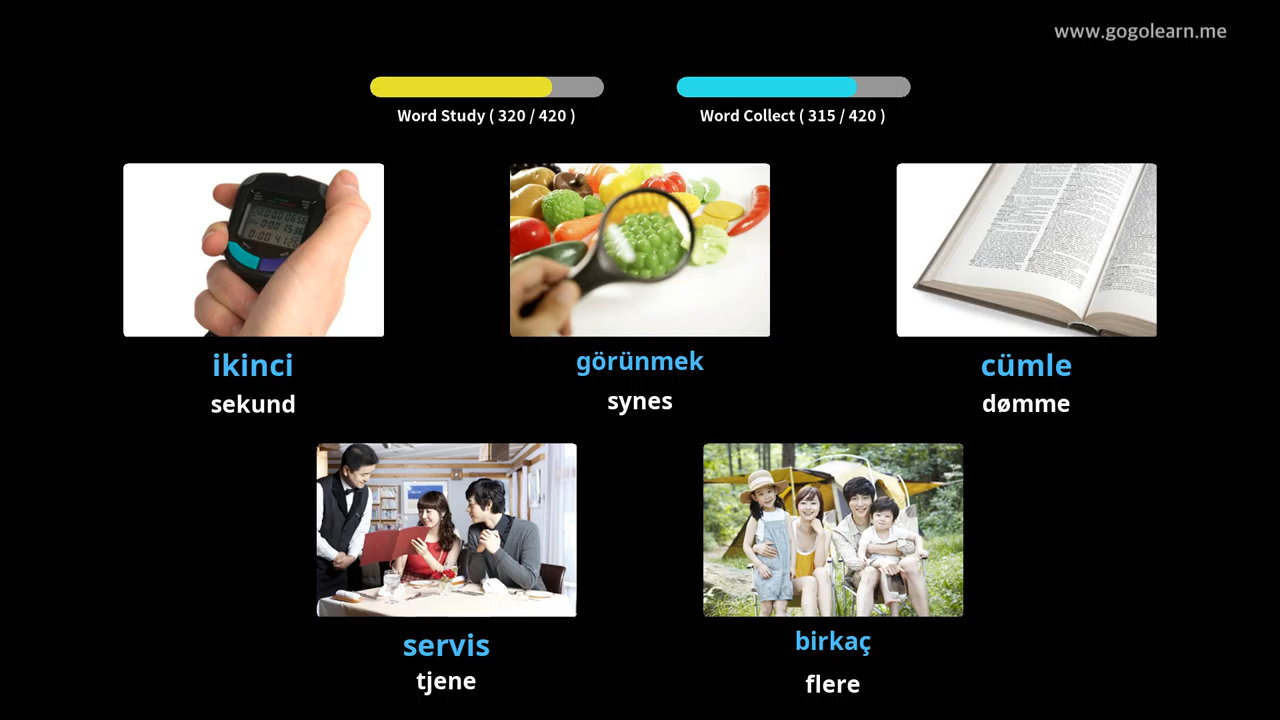 www.gogolearn.me
Word Study ( 320 / 420 )
Word Collect ( 315 / 420 )
ikinci
görünmek
cümle
sekund
synes
dømme
servis
birkaç
tjene
flere